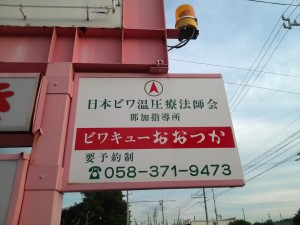 日本ビワ温圧療法師会
那加指導所
ビワキューおおつか
要予約制
☎058-371-9473